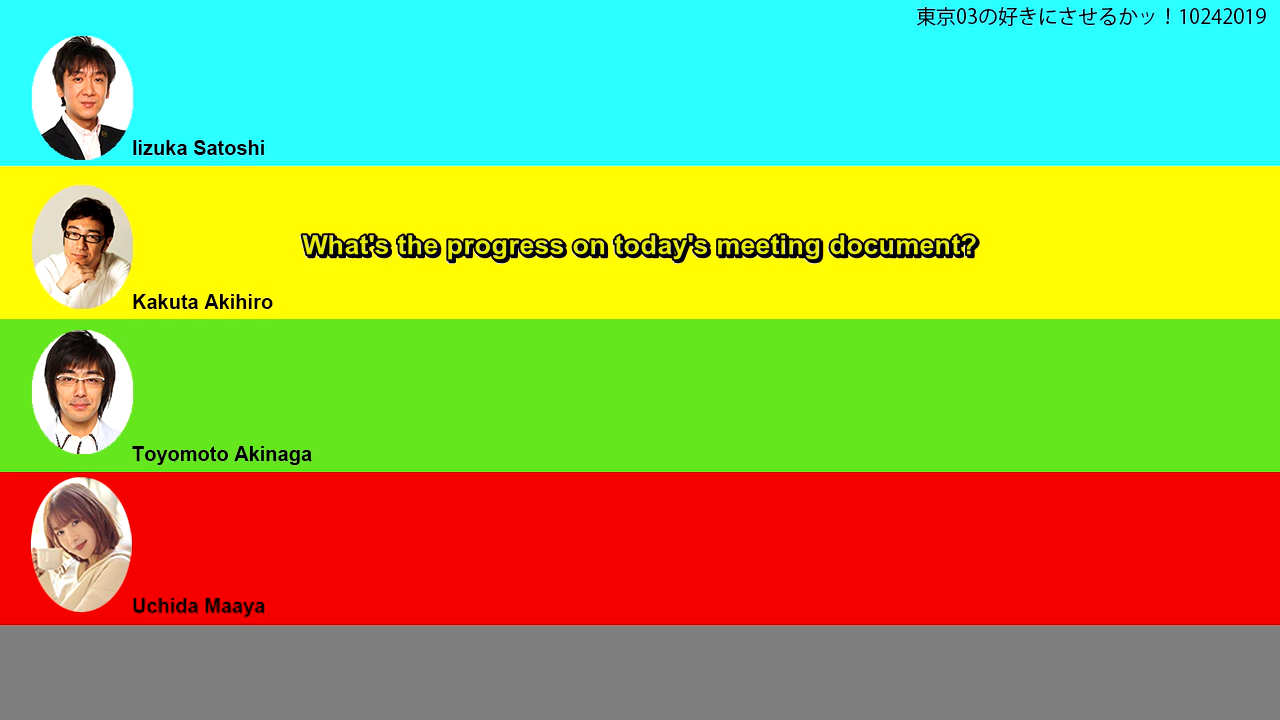 東京03の好きにさせるかッ！10242019
Iizuka Satoshi
What's the progress on today's meeting document?
Kakuta Akihiro
Toyomoto Akinaga
Uchida Maaya